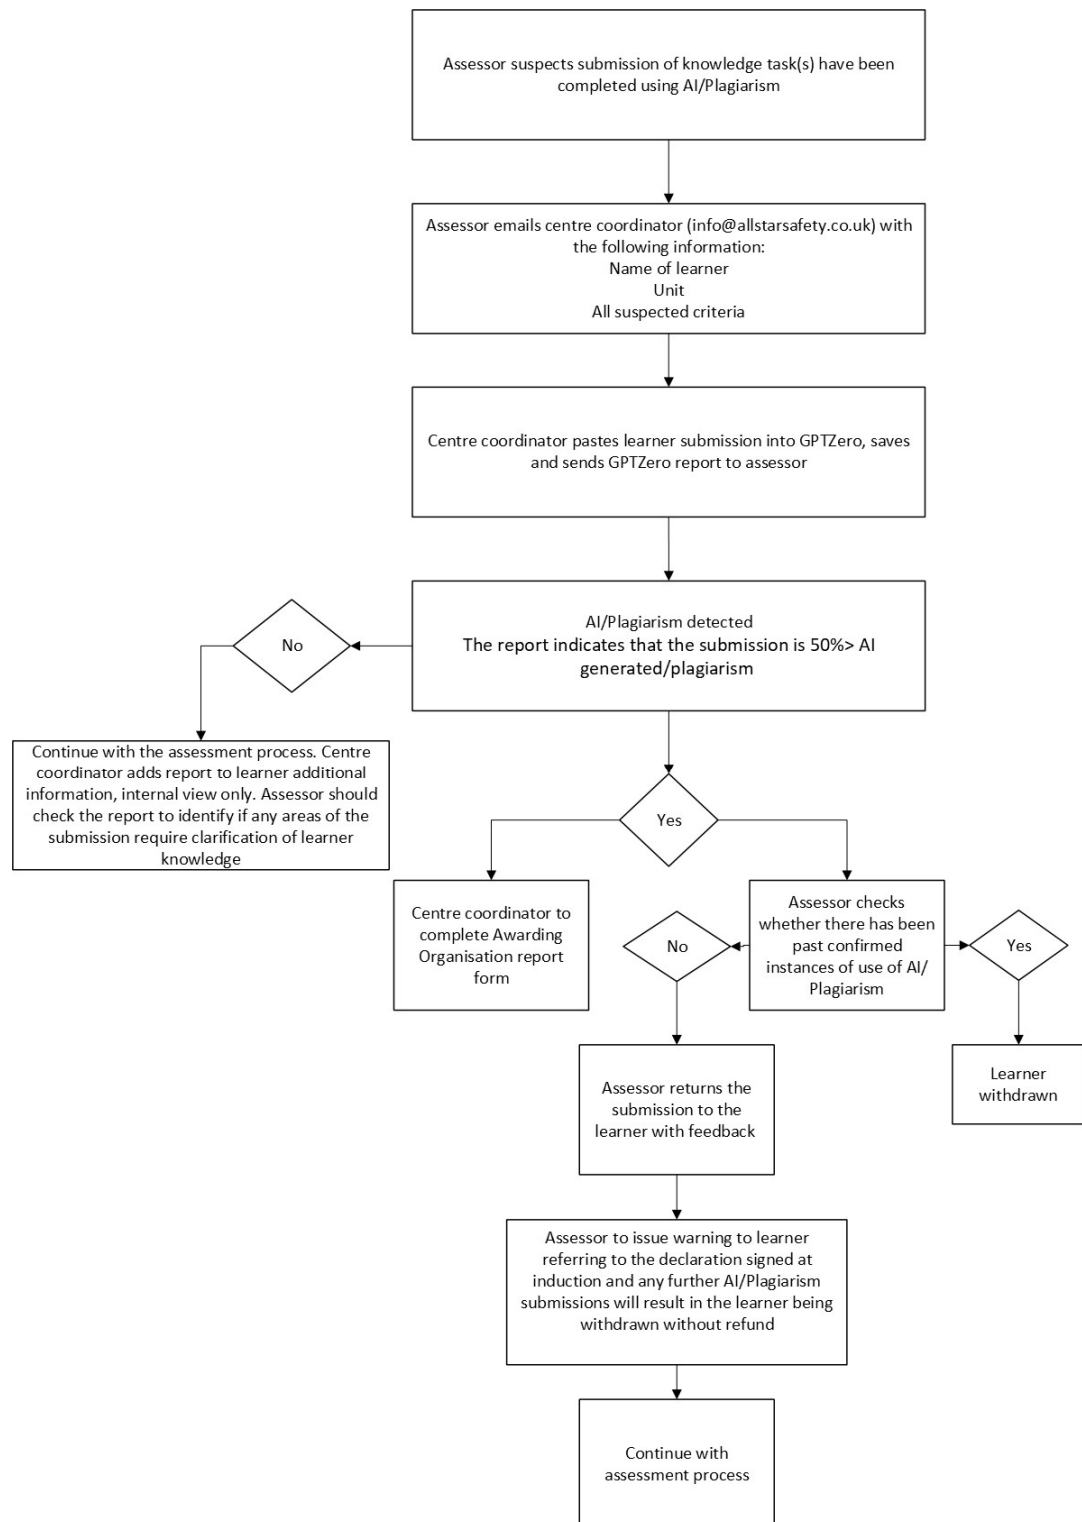 Assessor suspects submission of knowledge task(s) have been
completed using AI/Plagiarism
Assessor emails centre coordinator (info@allstarsafety.co.uk) with
the following information:
Name of learner
Unit
All suspected criteria
Centre coordinator pastes learner submission into GPTZero, saves
and sends GPTZero report to assessor
AI/Plagiarism detected
The report indicates that the submission is 50%> AI
generated/plagiarism
No
Continue with the assessment process. Centre
coordinator adds report to learner additional
information, internal view only. Assessor should
check the report to identify if any areas of the
submission require clarification of learner
knowledge
Yes
Centre coordinator to
complete Awarding
Organisation report
form
Assessor checks
whether there has been
past confirmed
instances of use of AI/
Plagiarism
No
Yes
Learner
withdrawn
Assessor returns the
submission to the
learner with feedback
Assessor to issue warning to learner
referring to the declaration signed at
induction and any further AI/Plagiarism
submissions will result in the learner being
withdrawn without refund
Continue with
assessment process